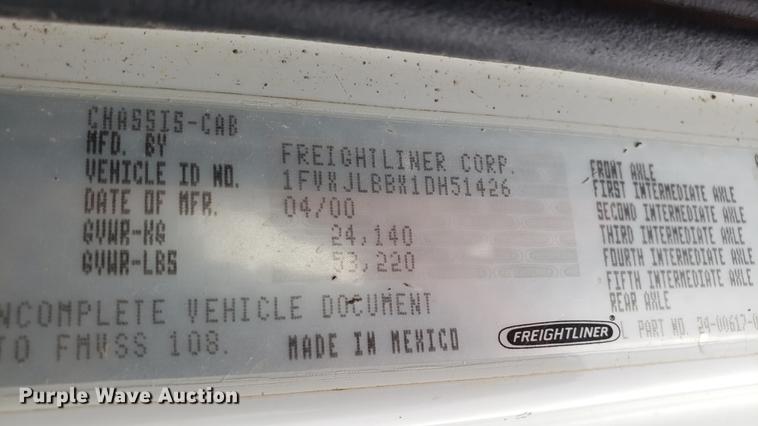 CHASSIS-CAB
MFD. BY FREIGHTLINER CORP.
VEHICLE ID NO. 1FVXJLBBX1DH51426
DATE OF MFR. 04/00
GVWR-KG 24,140
GVWR-LBS 53,220
FRONT AXLE
FIRST INTERMEDIATE AXLE
SECOND INTERMEDIATE AXLE
THIRD INTERMEDIATE AXLE
FOURTH INTERMEDIATE AXLE
FIFTH INTERMEDIATE AXLE
REAR AXLE
NCOMPLETE VEHICLE DOCUMENT
TO FMVSS 108. MADE IN MEXICO
FREIGHTLINER
L PART NO. 24-00617-0
Purple Wave Auction